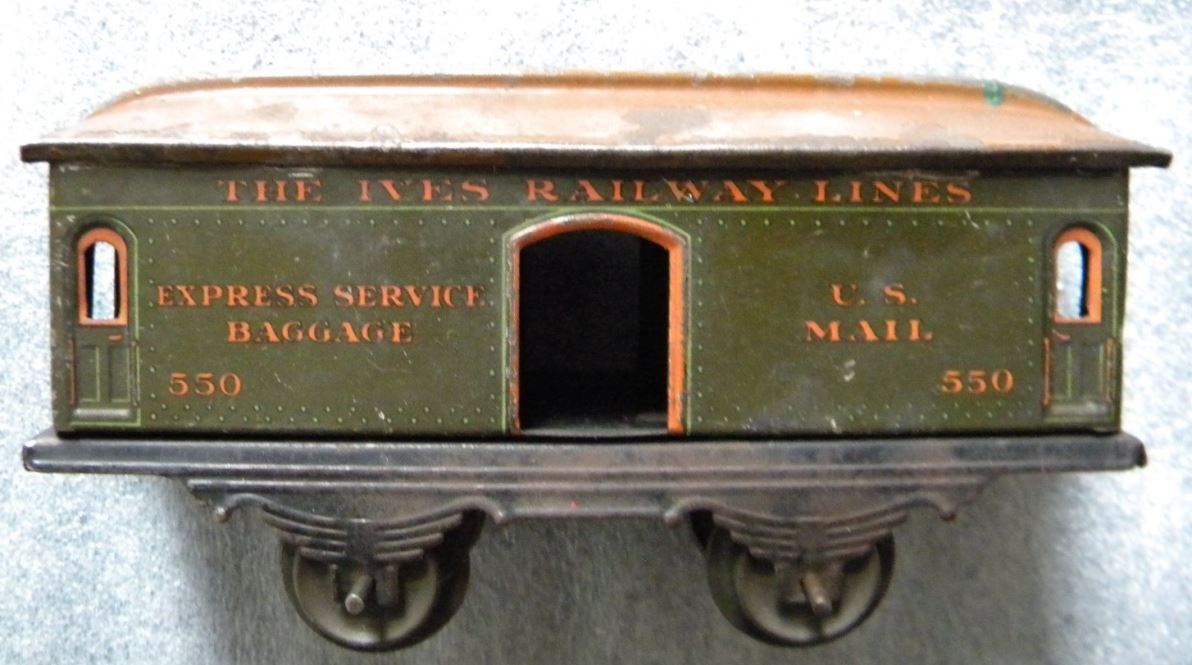 THE IVES RAILWAY LINES
EXPRESS SERVICE
BAGGAGE
550
U. S.
MAIL
550